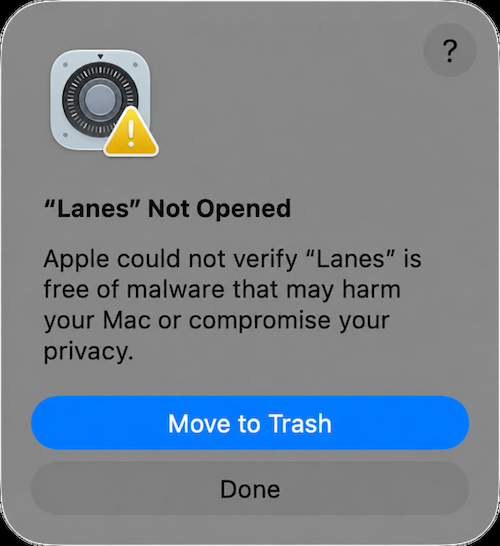 ?
“Lanes” Not Opened
Apple could not verify “Lanes” is
free of malware that may harm
your Mac or compromise your
privacy.
Move to Trash
Done